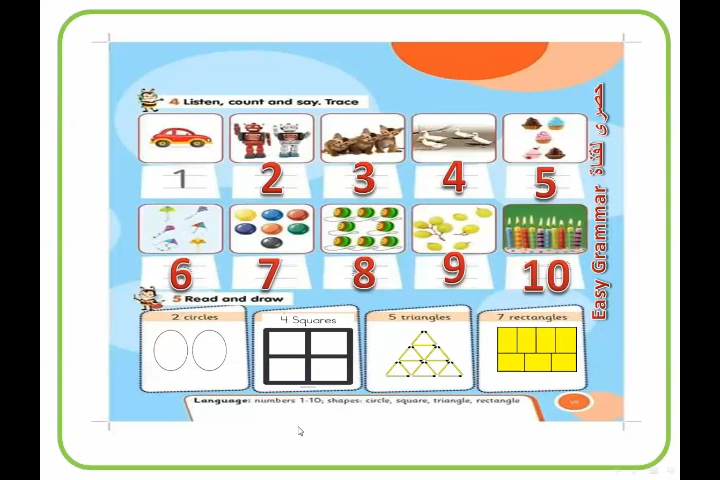 4 Listen, count and say. Trace
1 2 3 4 5
6 7 8 9 10
5 Read and draw
2 circles
4 Squares
5 triangles
7 rectangles
Language: numbers 1-10; shapes: circle, square, triangle, rectangle
Easy Grammar حصرى لقناة